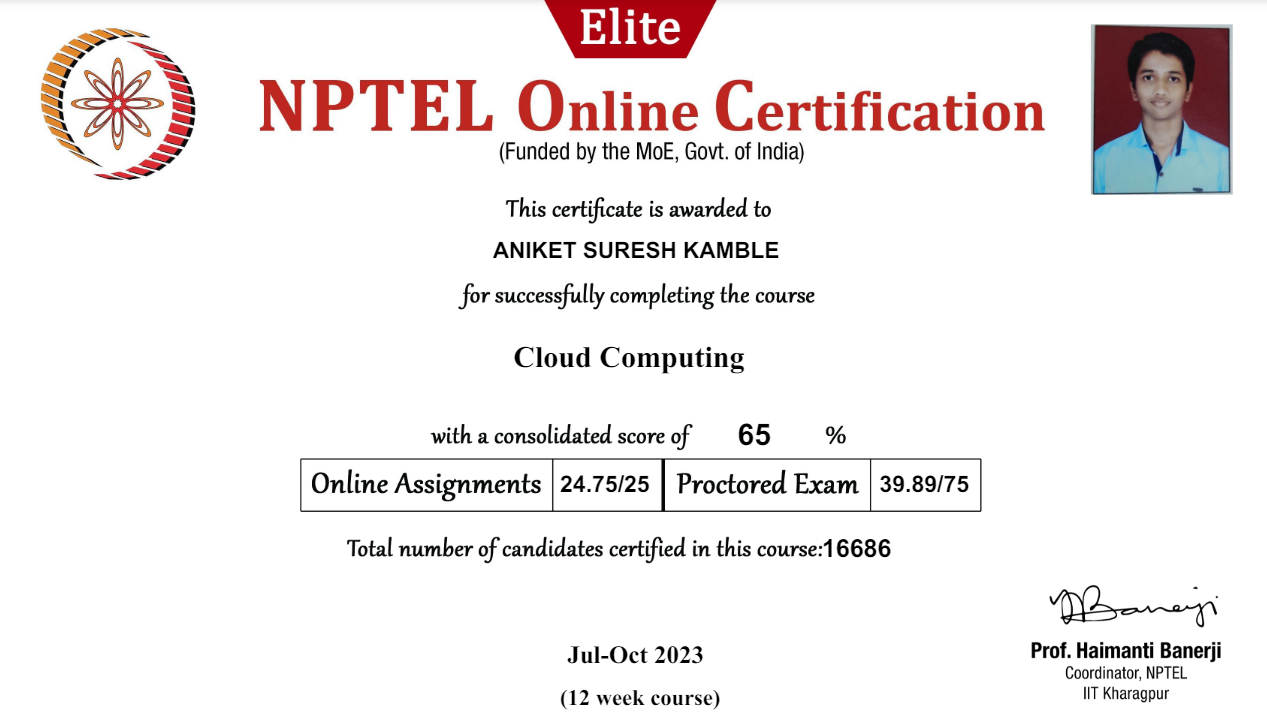 Elite
NPTEL Online Certification
(Funded by the MoE, Govt. of India)
This certificate is awarded to
ANIKET SURESH KAMBLE
for successfully completing the course
Cloud Computing
with a consolidated score of 65 %
Online Assignments 24.75/25 Proctored Exam 39.89/75
Total number of candidates certified in this course:16686
Jul-Oct 2023
(12 week course)
Banerji
Prof. Haimanti Banerji
Coordinator, NPTEL
IIT Kharagpur